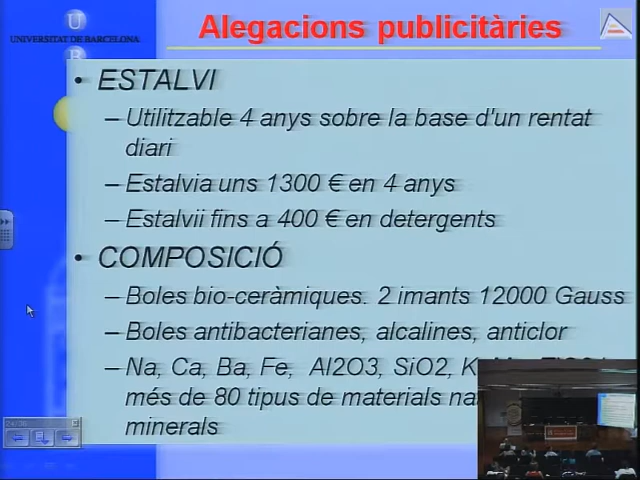 Alegacions publicitàries
UNIVERSITAT DE BARCELONA
U
B
• ESTALVI
– Utilitzable 4 anys sobre la base d'un rentat
diari
– Estalvia uns 1300 € en 4 anys
– Estalvii fins a 400 € en detergents
• COMPOSICIÓ
– Boles bio-ceràmiques. 2 imants 12000 Gauss
– Boles antibacterianes, alcalines, anticlor
– Na, Ca, Ba, Fe, Al2O3, SiO2, K
més de 80 tipus de materials
minerals